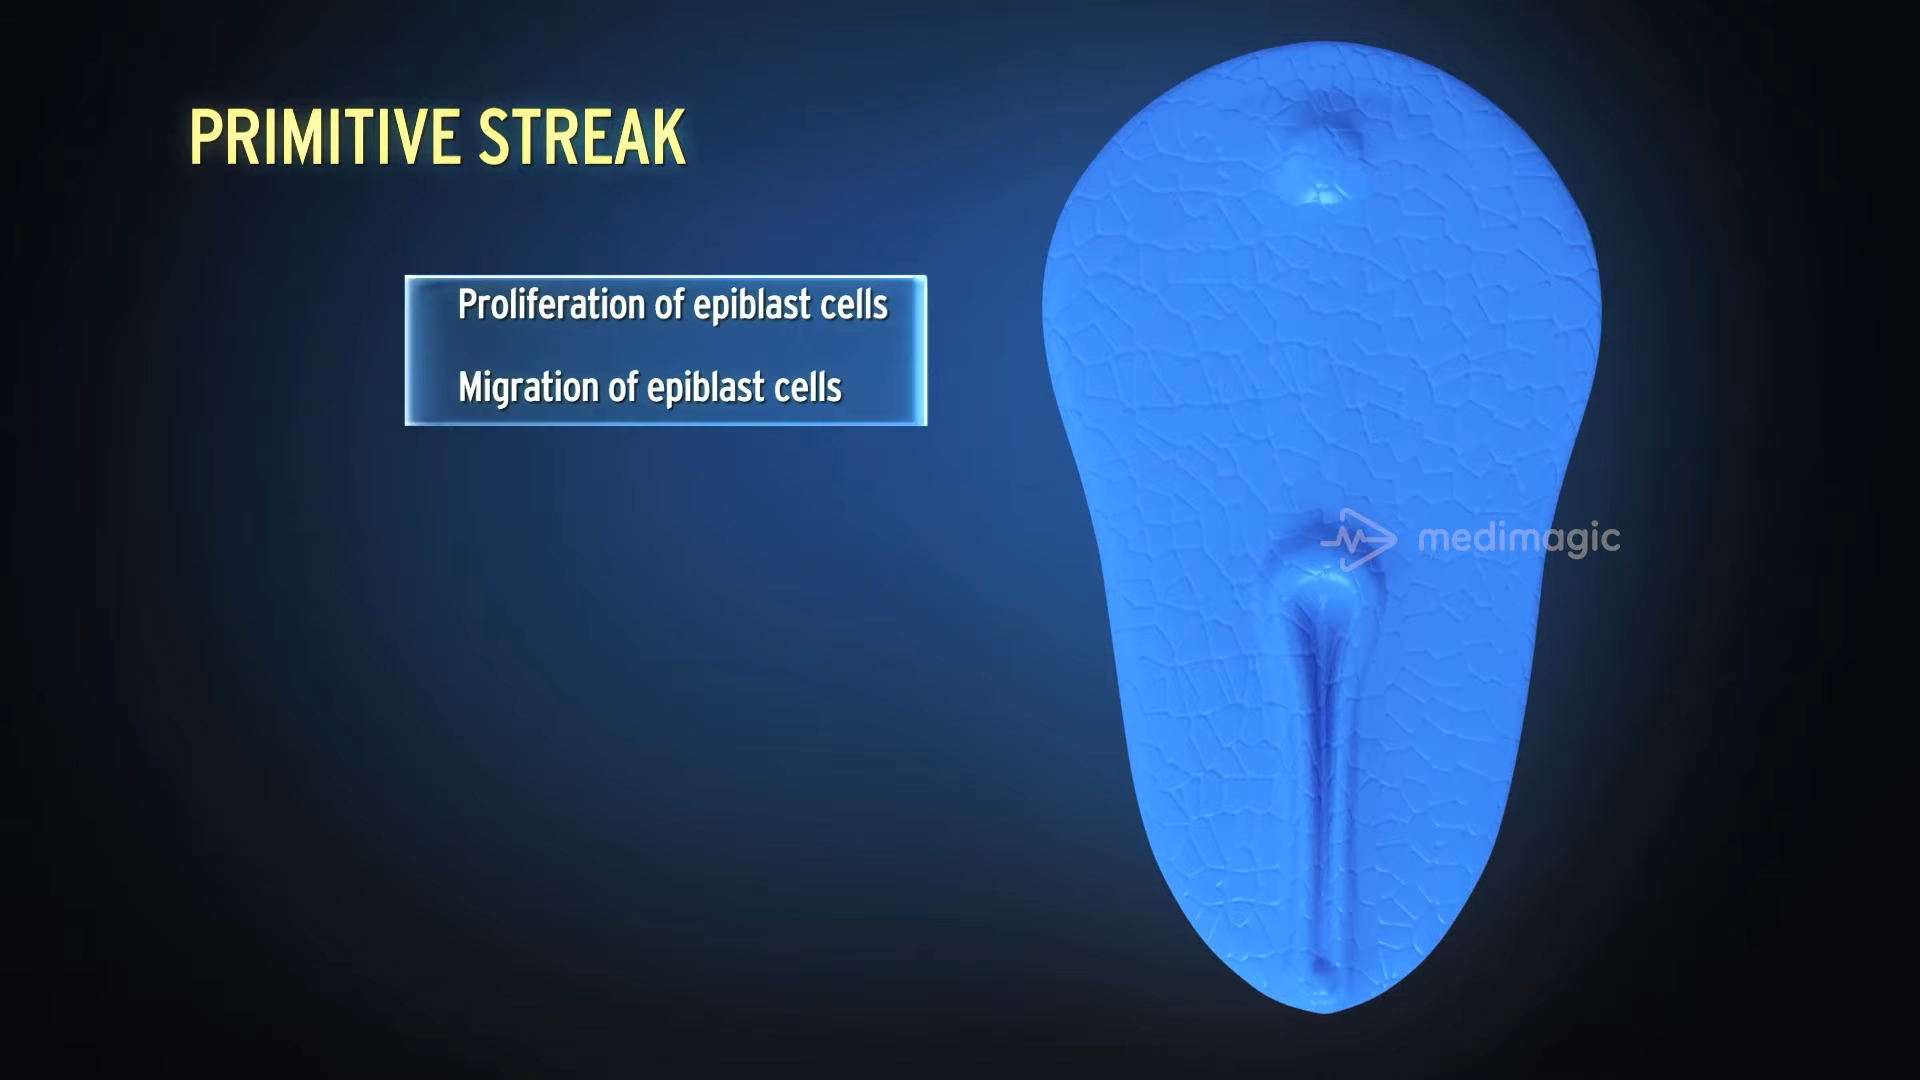 PRIMITIVE STREAK
Proliferation of epiblast cells
Migration of epiblast cells
medimagic